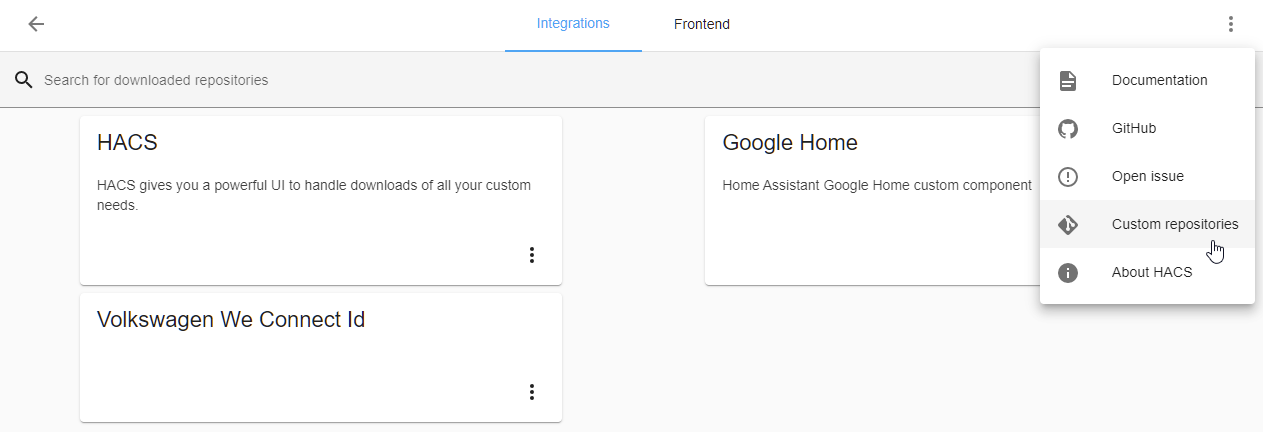 Integrations
Frontend
Search for downloaded repositories
Documentation
GitHub
Open issue
Custom repositories
About HACS
HACS
HACS gives you a powerful UI to handle downloads of all your custom
needs.
Google Home
Home Assistant Google Home custom component
Volkswagen We Connect Id